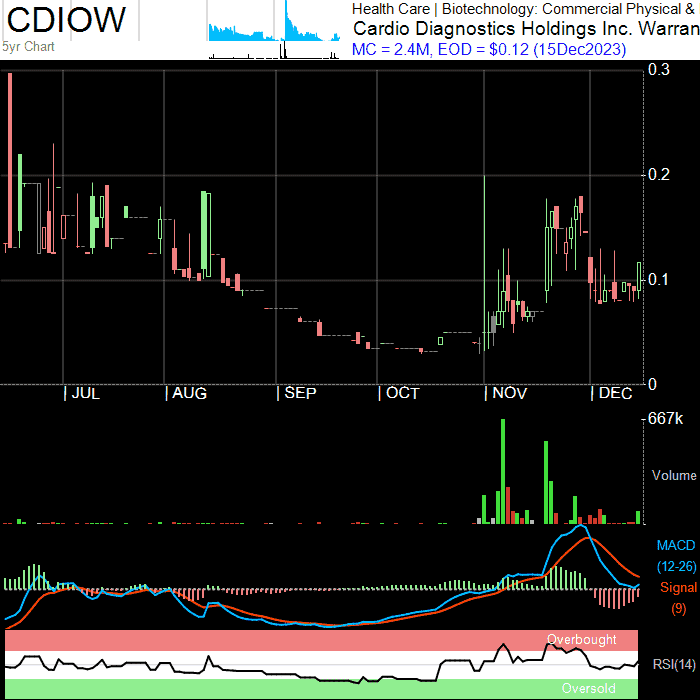 CDIOW
5yr Chart
Health Care | Biotechnology: Commercial Physical &
Cardio Diagnostics Holdings Inc. Warran
MC = 2.4M, EOD = $0.12 (15Dec2023)
0.3
0.2
0.1
0
| JUL | AUG | SEP | OCT | NOV | DEC
667k
Volume
MACD
(12-26)
Signal
(9)
Overbought
RSI(14)
Oversold